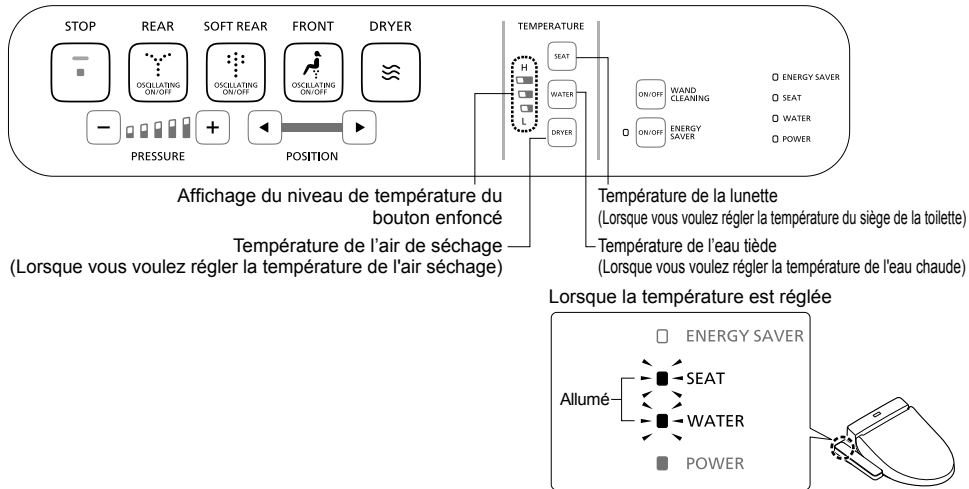 STOP REAR SOFT REAR FRONT DRYER
OSCILLATING ON/OFF
OSCILLATING ON/OFF
OSCILLATING ON/OFF
PRESSURE
POSITION
TEMPERATURE
H
L
SEAT
WATER
DRYER
ON/OFF WAND CLEANING
ON/OFF ENERGY SAVER
ENERGY SAVER
SEAT
WATER
POWER
Affichage du niveau de température du
bouton enfoncé
Température de l'air de séchage
(Lorsque vous voulez régler la température de l'air séchage)
Température de la lunette
(Lorsque vous voulez régler la température du siège de la toilette)
Température de l'eau tiède
(Lorsque vous voulez régler la température de l'eau chaude)
Lorsque la température est réglée
ENERGY SAVER
SEAT
Allumé
WATER
POWER